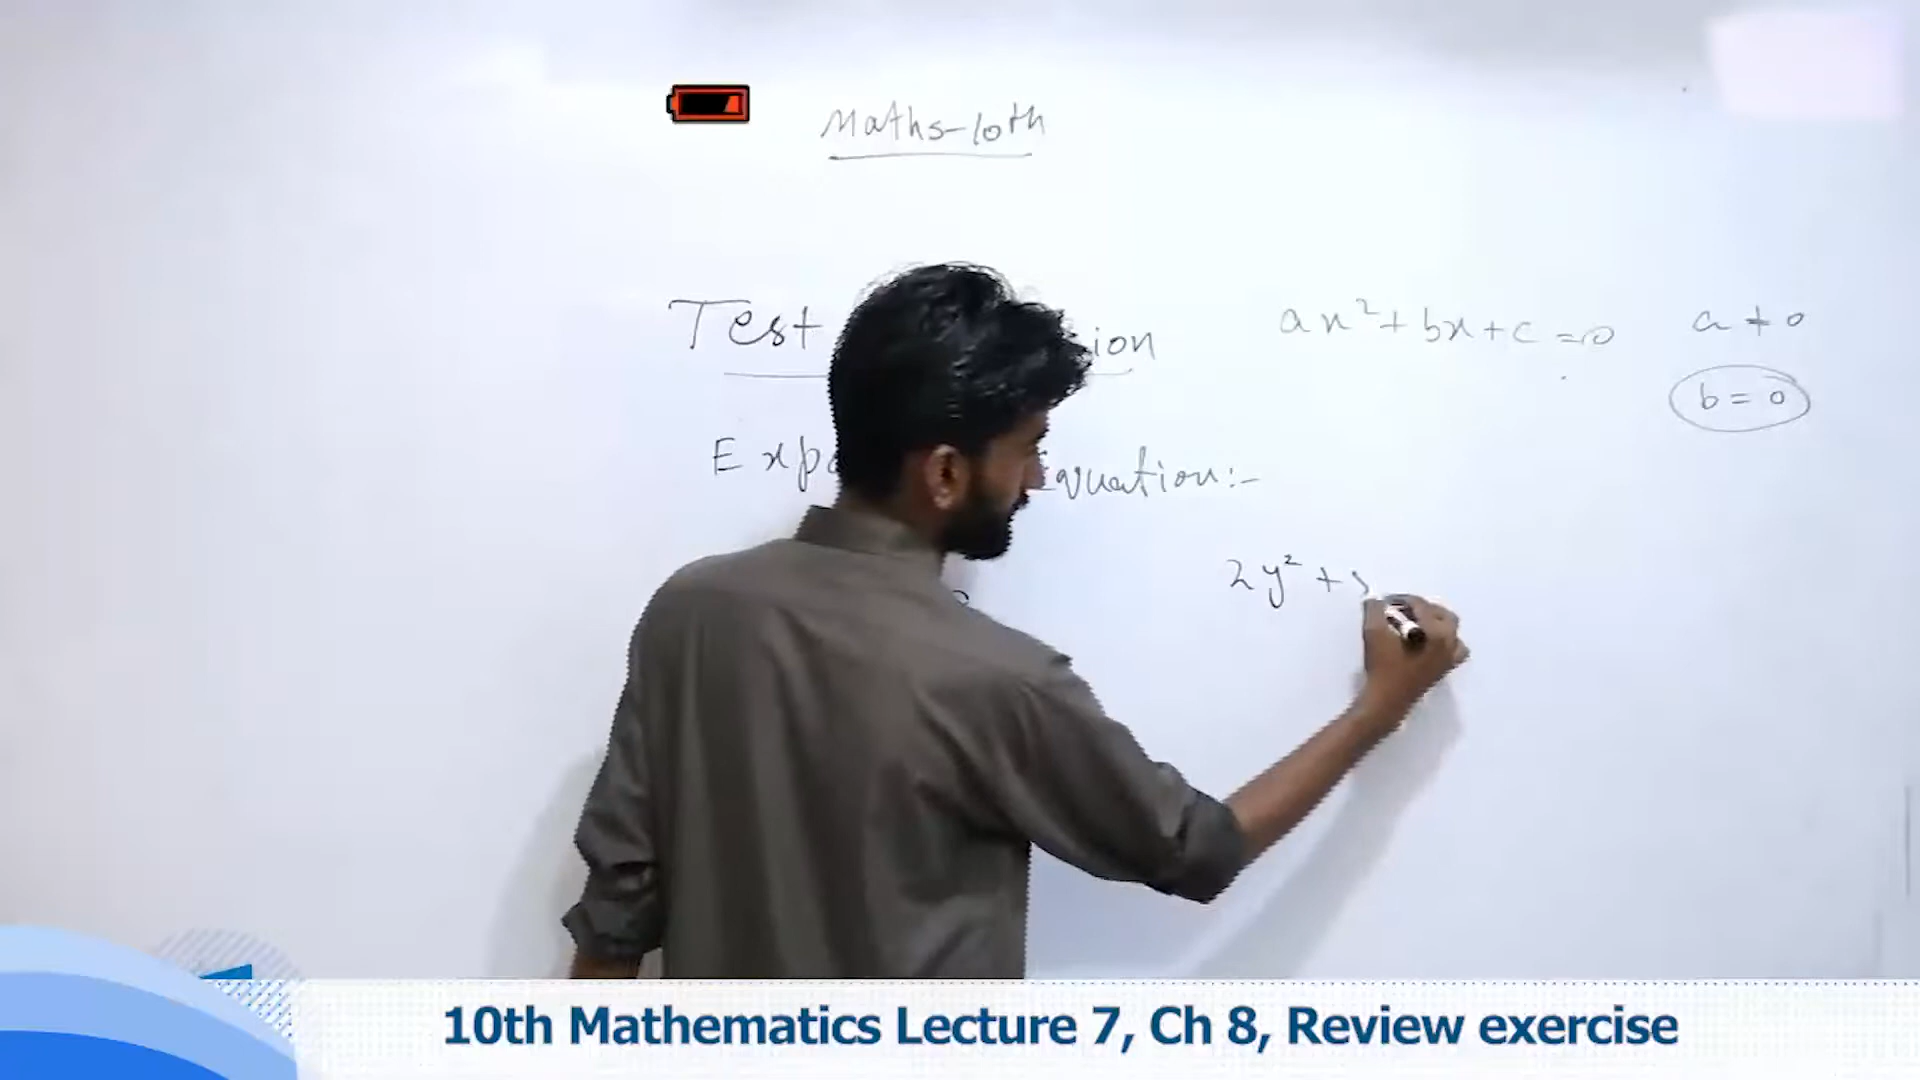 Maths-10th
Test ion
ax²+bx+c=0 a≠0
b=0
Exp quation:-
2y² +
10th Mathematics Lecture 7, Ch 8, Review exercise